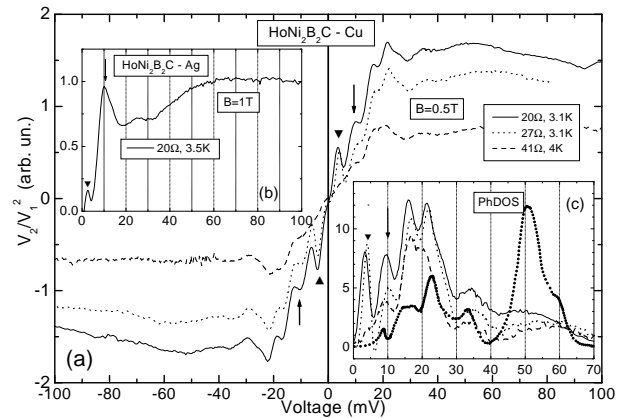 HoNi₂B₂C - Cu
HoNi₂B₂C - Ag
B=1T
20Ω, 3.5K
(b)
1.0
0.5
0.0
0 20 40 60 80 100
B=0.5T
20Ω, 3.1K
27Ω, 3.1K
41Ω, 4K
PhDOS
(c)
10
5
0
0 10 20 30 40 50 60 70
(a)
V₂/V₁² (arb. un.)
2
1
0
-1
-2
-100 -80 -60 -40 -20 0 20 40 60 80 100
Voltage (mV)